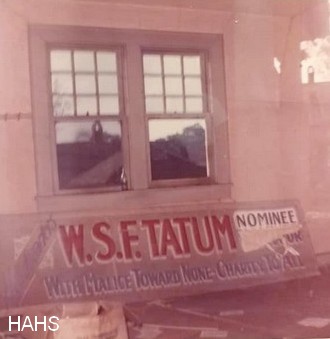 W.S.F. TATUM
NOMINEE
WITH MALICE TOWARD NONE; CHARITY TO ALL
HAHS